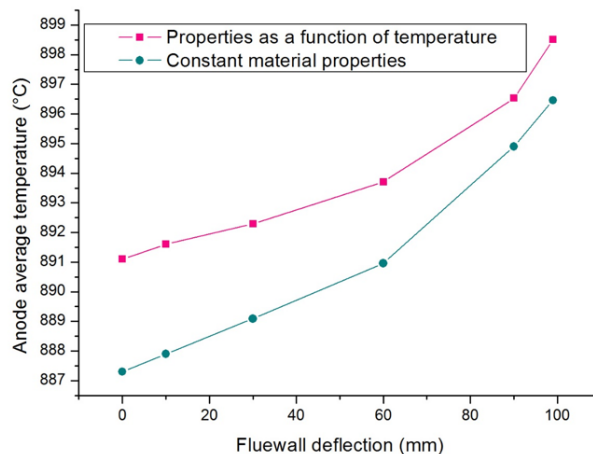 899
898
897
896
895
894
893
892
891
890
889
888
887
Anode average temperature (°C)
Properties as a function of temperature
Constant material properties
0 20 40 60 80 100
Fluewall deflection (mm)